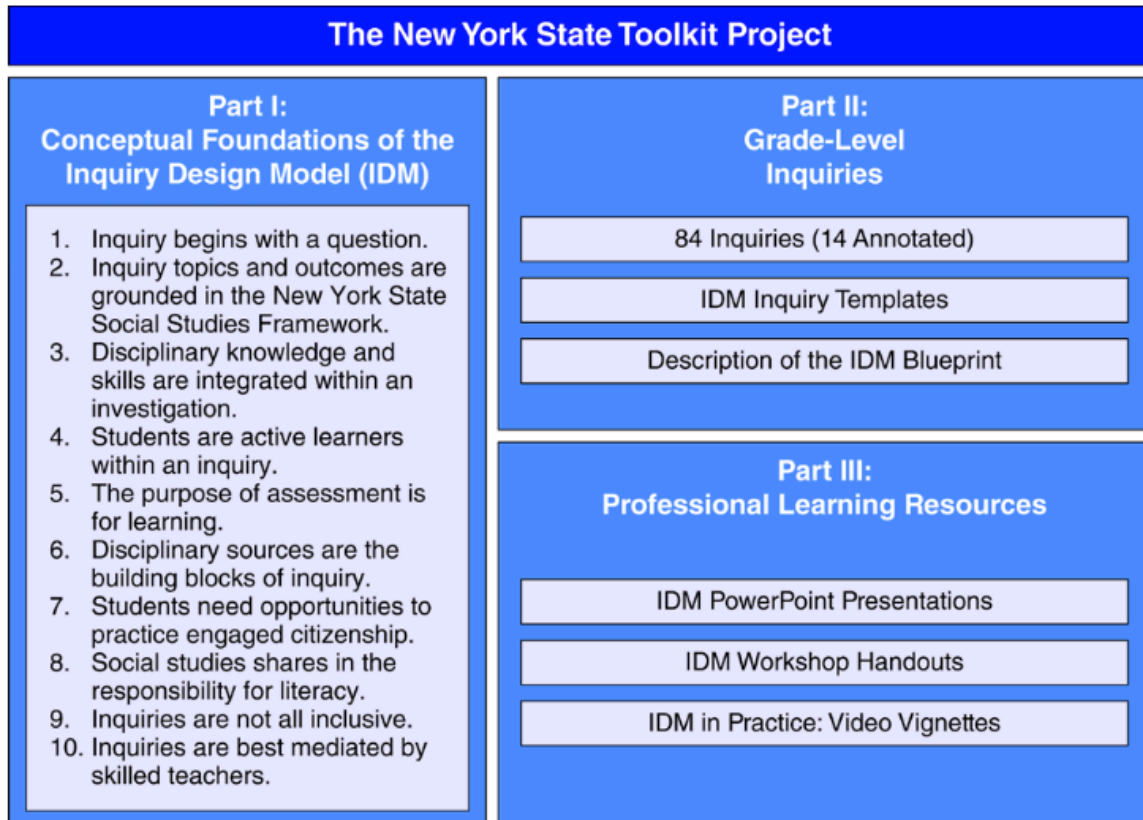 The New York State Toolkit Project
Part I:
Conceptual Foundations of the
Inquiry Design Model (IDM)
1. Inquiry begins with a question.
2. Inquiry topics and outcomes are
grounded in the New York State
Social Studies Framework.
3. Disciplinary knowledge and
skills are integrated within an
investigation.
4. Students are active learners
within an inquiry.
5. The purpose of assessment is
for learning.
6. Disciplinary sources are the
building blocks of inquiry.
7. Students need opportunities to
practice engaged citizenship.
8. Social studies shares in the
responsibility for literacy.
9. Inquiries are not all inclusive.
10. Inquiries are best mediated by
skilled teachers.
Part II:
Grade-Level
Inquiries
84 Inquiries (14 Annotated)
IDM Inquiry Templates
Description of the IDM Blueprint
Part III:
Professional Learning Resources
IDM PowerPoint Presentations
IDM Workshop Handouts
IDM in Practice: Video Vignettes